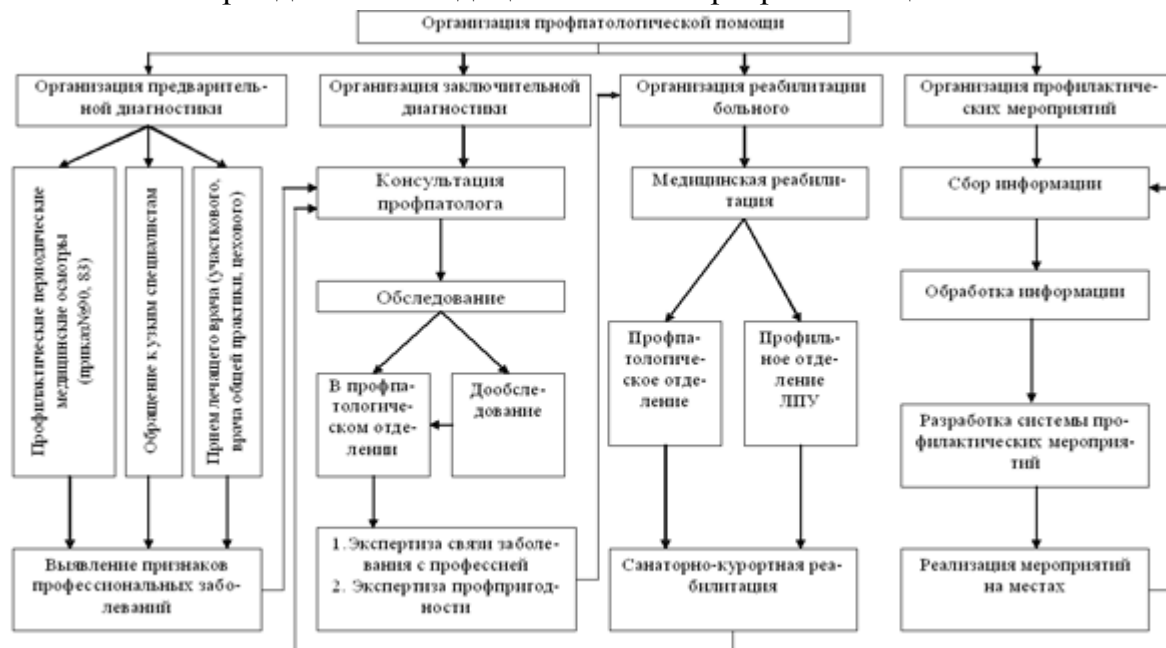 Организация профпатологической помощи
Организация предваритель-
ной диагностики
Организация заключительной
диагностики
Организация реабилитации
больного
Организация профилактиче-
ских мероприятий
Профилактические периодические
медицинские осмотры
(приказ№90, 83)
Обращение к узким специалистам
Прием лечащего врача (участкового,
врача общей практики, цехового)
Консультация
профпатолога
Медицинская реабили-
тация
Сбор информации
Обследование
Обработка информации
В профпа-
тологиче-
ском отде-
лении
Дообсле-
дование
Профпа-
тологиче-
ское отде-
ление
Профиль-
ное отде-
ление
ЛПУ
Разработка системы про-
филактических мероприя-
тий
Выявление признаков
профессиональных забо-
леваний
1. Экспертиза связи заболе-
вания с профессией
2. Экспертиза профпригод-
ности
Санаторно-курортная реа-
билитация
Реализация мероприятий
на местах